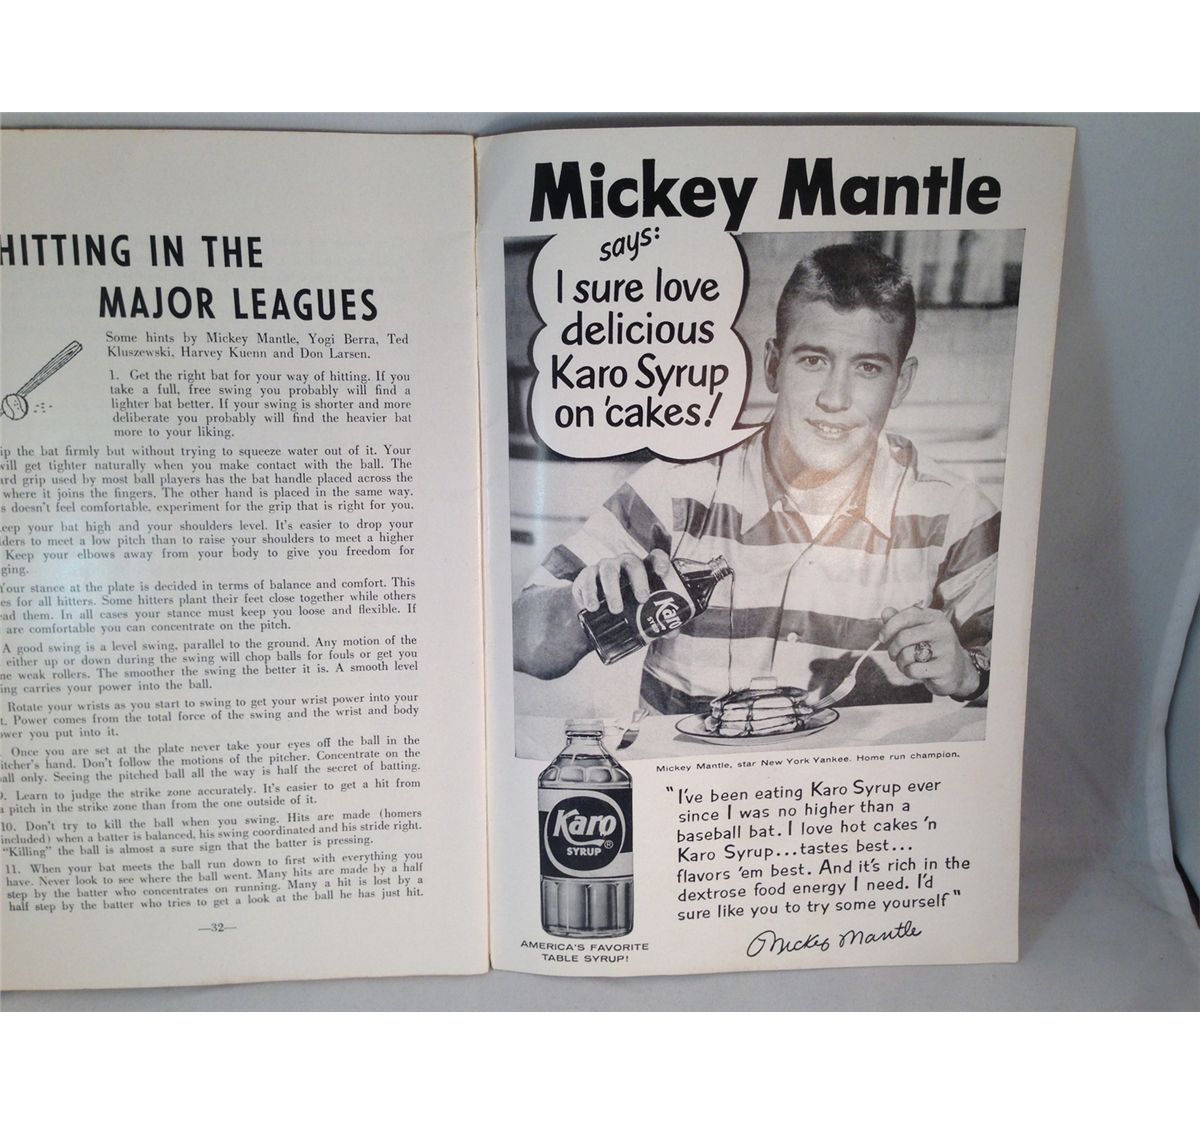 HITTING IN THE
MAJOR LEAGUES
Some hints by Mickey Mantle, Yogi Berra, Ted
Kluszewski, Harvey Kuenn and Don Larsen.
1. Get the right bat for your way of hitting. If you
take a full, free swing you probably will find a
lighter bat better. If your swing is shorter and more
deliberate you probably will find the heavier bat
more to your liking.
ip the bat firmly but without trying to squeeze water out of it. Your
will get tighter naturally when you make contact with the ball. The
ard grip used by most ball players has the bat handle placed across the
where it joins the fingers. The other hand is placed in the same way.
s doesn't feel comfortable, experiment for the grip that is right for you.
eep your bat high and your shoulders level. It's easier to drop your
lders to meet a low pitch than to raise your shoulders to meet a higher
Keep your elbows away from your body to give you freedom for
ging.
Your stance at the plate is decided in terms of balance and comfort. This
es for all hitters. Some hitters plant their feet close together while others
ead them. In all cases your stance must keep you loose and flexible. If
are comfortable you can concentrate on the pitch.
A good swing is a level swing, parallel to the ground. Any motion of the
either up or down during the swing will chop balls for fouls or get you
ne weak rollers. The smoother the swing the better it is. A smooth level
ing carries your power into the ball.
Rotate your wrists as you start to swing to get your wrist power into your
t. Power comes from the total force of the swing and the wrist and body
ower you put into it.
Once you are set at the plate never take your eyes off the ball in the
itcher's hand. Don't follow the motions of the pitcher. Concentrate on the
all only. Seeing the pitched ball all the way is half the secret of batting.
9. Learn to judge the strike zone accurately. It's easier to get a hit from
a pitch in the strike zone than from the one outside of it.
10. Don't try to kill the ball when you swing. Hits are made (homers
included) when a batter is balanced, his swing coordinated and his stride right.
"Killing" the ball is almost a sure sign that the batter is pressing.
11. When your bat meets the ball run down to first with everything you
have. Never look to see where the ball went. Many hits are made by a half
step by the batter who concentrates on running. Many a hit is lost by a
half step by the batter who tries to get a look at the ball he has just hit.
—32—
Mickey Mantle
says:
I sure love
delicious
Karo Syrup
on 'cakes!
Karo
SYRUP
Mickey Mantle, star New York Yankee. Home run champion.
Karo
SYRUP®
AMERICA'S FAVORITE
TABLE SYRUP!
"I've been eating Karo Syrup ever
since I was no higher than a
baseball bat. I love hot cakes 'n
Karo Syrup...tastes best...
flavors 'em best. And it's rich in the
dextrose food energy I need. I'd
sure like you to try some yourself"
Mickey Mantle